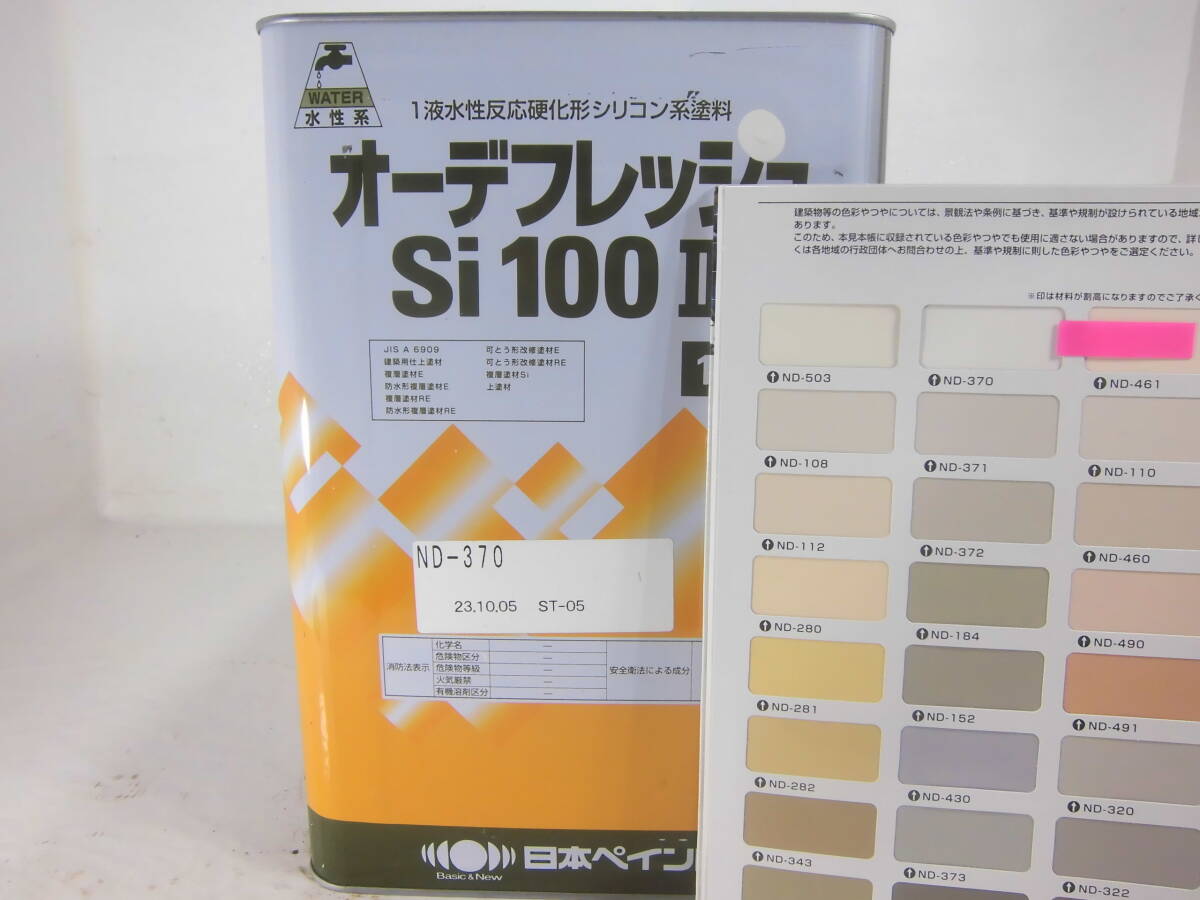 WATER
水性系
1液水性反応硬化形シリコン系塗料
オーデフレッシュ
Si 100 II
JIS A 6909
建築用仕上塗材
複層塗材E
防水形複層塗材E
複層塗材RE
防水形複層塗材RE
可とう形改修塗材E
可とう形改修塗材RE
複層塗材Si
上塗材
ND-370
23.10.05 ST-05
消防法表示
化学名 —
危険物区分 —
危険物等級 —
火気厳禁 —
有機溶剤区分 —
安全衛法による成分
Basic & New
日本ペイン
建築物等の色彩やつやについては、景観法や条例に基づき、基準や規制が設けられている地域
あります。
このため、本見本帳に収録されている色彩やつやでも使用に適さない場合がありますので、詳し
くは各地域の行政団体へお問合わせの上、基準や規制に則した色彩やつやをご選定ください。
※印は材料が割高になりますのでご了承く
ND-503
ND-370
ND-461
ND-108
ND-371
ND-110
ND-112
ND-372
ND-460
ND-280
ND-184
ND-490
ND-281
ND-152
ND-491
ND-282
ND-430
ND-320
ND-343
ND-373
ND-322